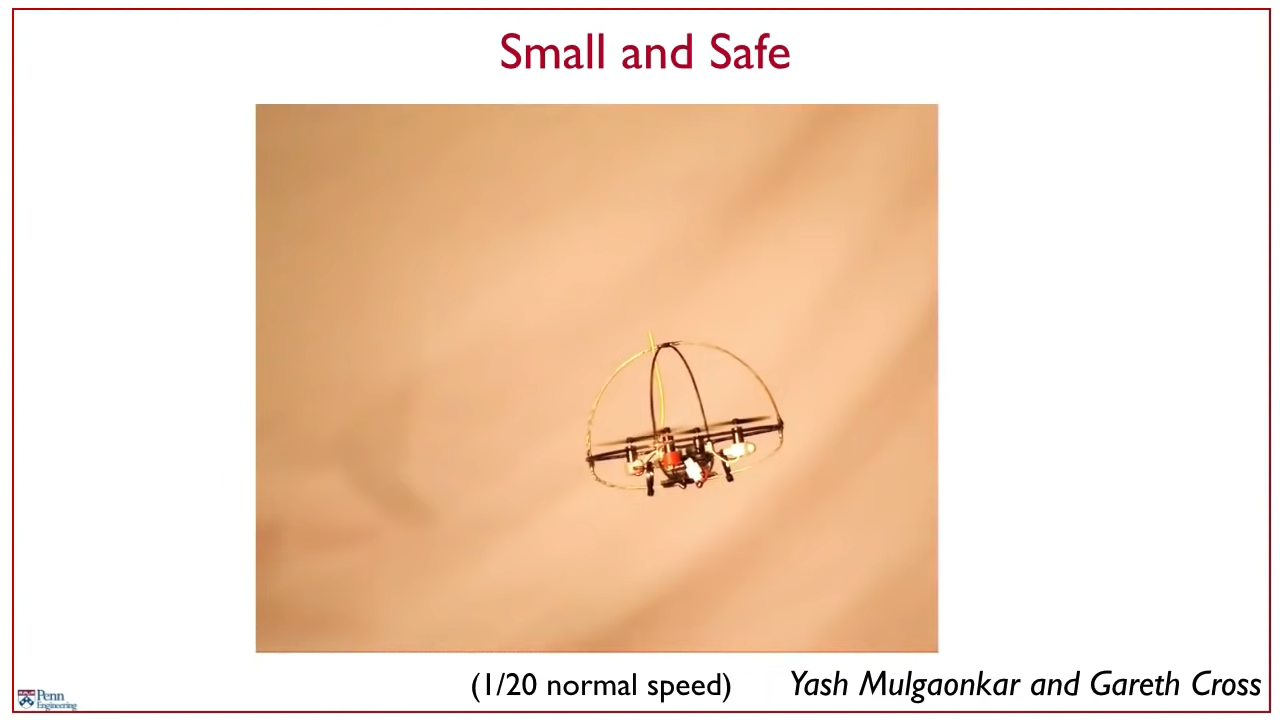 Small and Safe
(1/20 normal speed)
Yash Mulgaonkar and Gareth Cross
Penn
Engineering